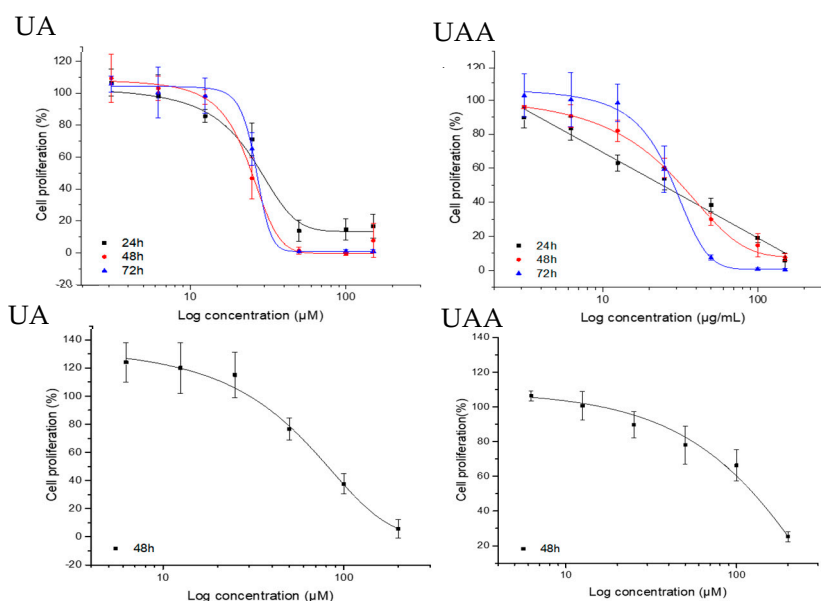 UA
120
100
80
60
40
20
0
-20
Cell proliferation (%)
24h
48h
72h
10
100
Log concentration (µM)
UAA
120
100
80
60
40
20
0
Cell proliferation (%)
24h
48h
72h
10
100
Log concentration (µg/mL)
UA
140
120
100
80
60
40
20
0
-20
Cell proliferation(%)
48h
10
100
Log concentration (µM)
UAA
140
120
100
80
60
40
20
Cell proliferation(%)
48h
10
100
Log concentration (µM)